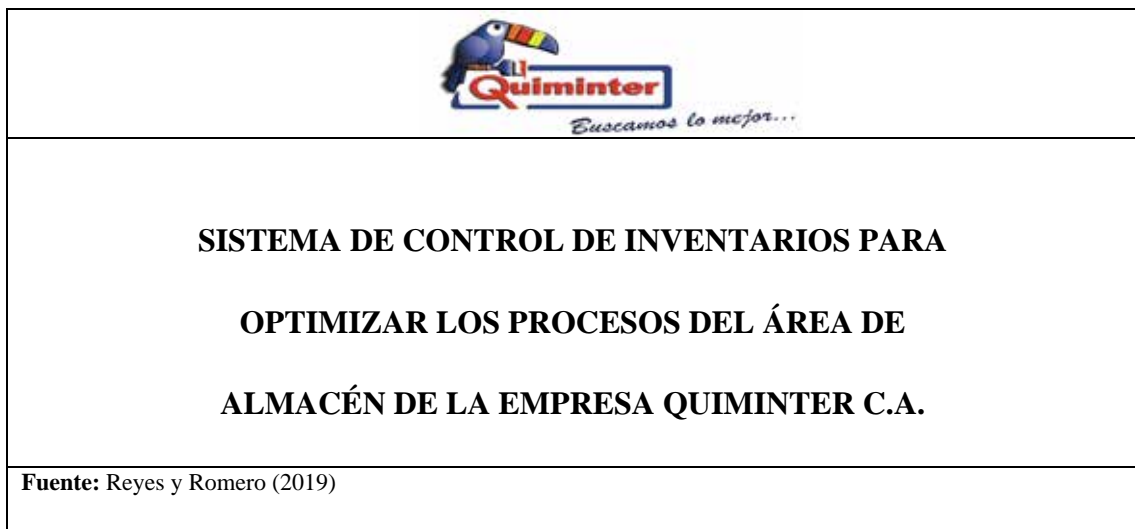 Quiminter
Buscamos lo mejor...
SISTEMA DE CONTROL DE INVENTARIOS PARA
OPTIMIZAR LOS PROCESOS DEL ÁREA DE
ALMACÉN DE LA EMPRESA QUIMINTER C.A.
Fuente: Reyes y Romero (2019)